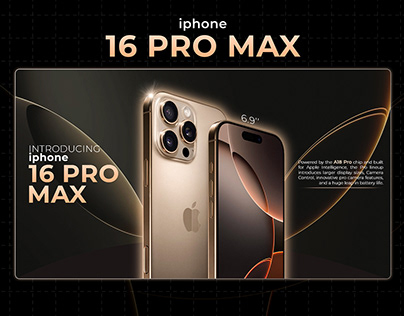 iphone
16 PRO MAX
INTRODUCING
iphone
16 PRO
MAX
6.9"
Powered by the A18 Pro chip and built
for Apple Intelligence, the Pro lineup
introduces larger display sizes, Camera
Control, innovative pro camera features,
and a huge leap in battery life.